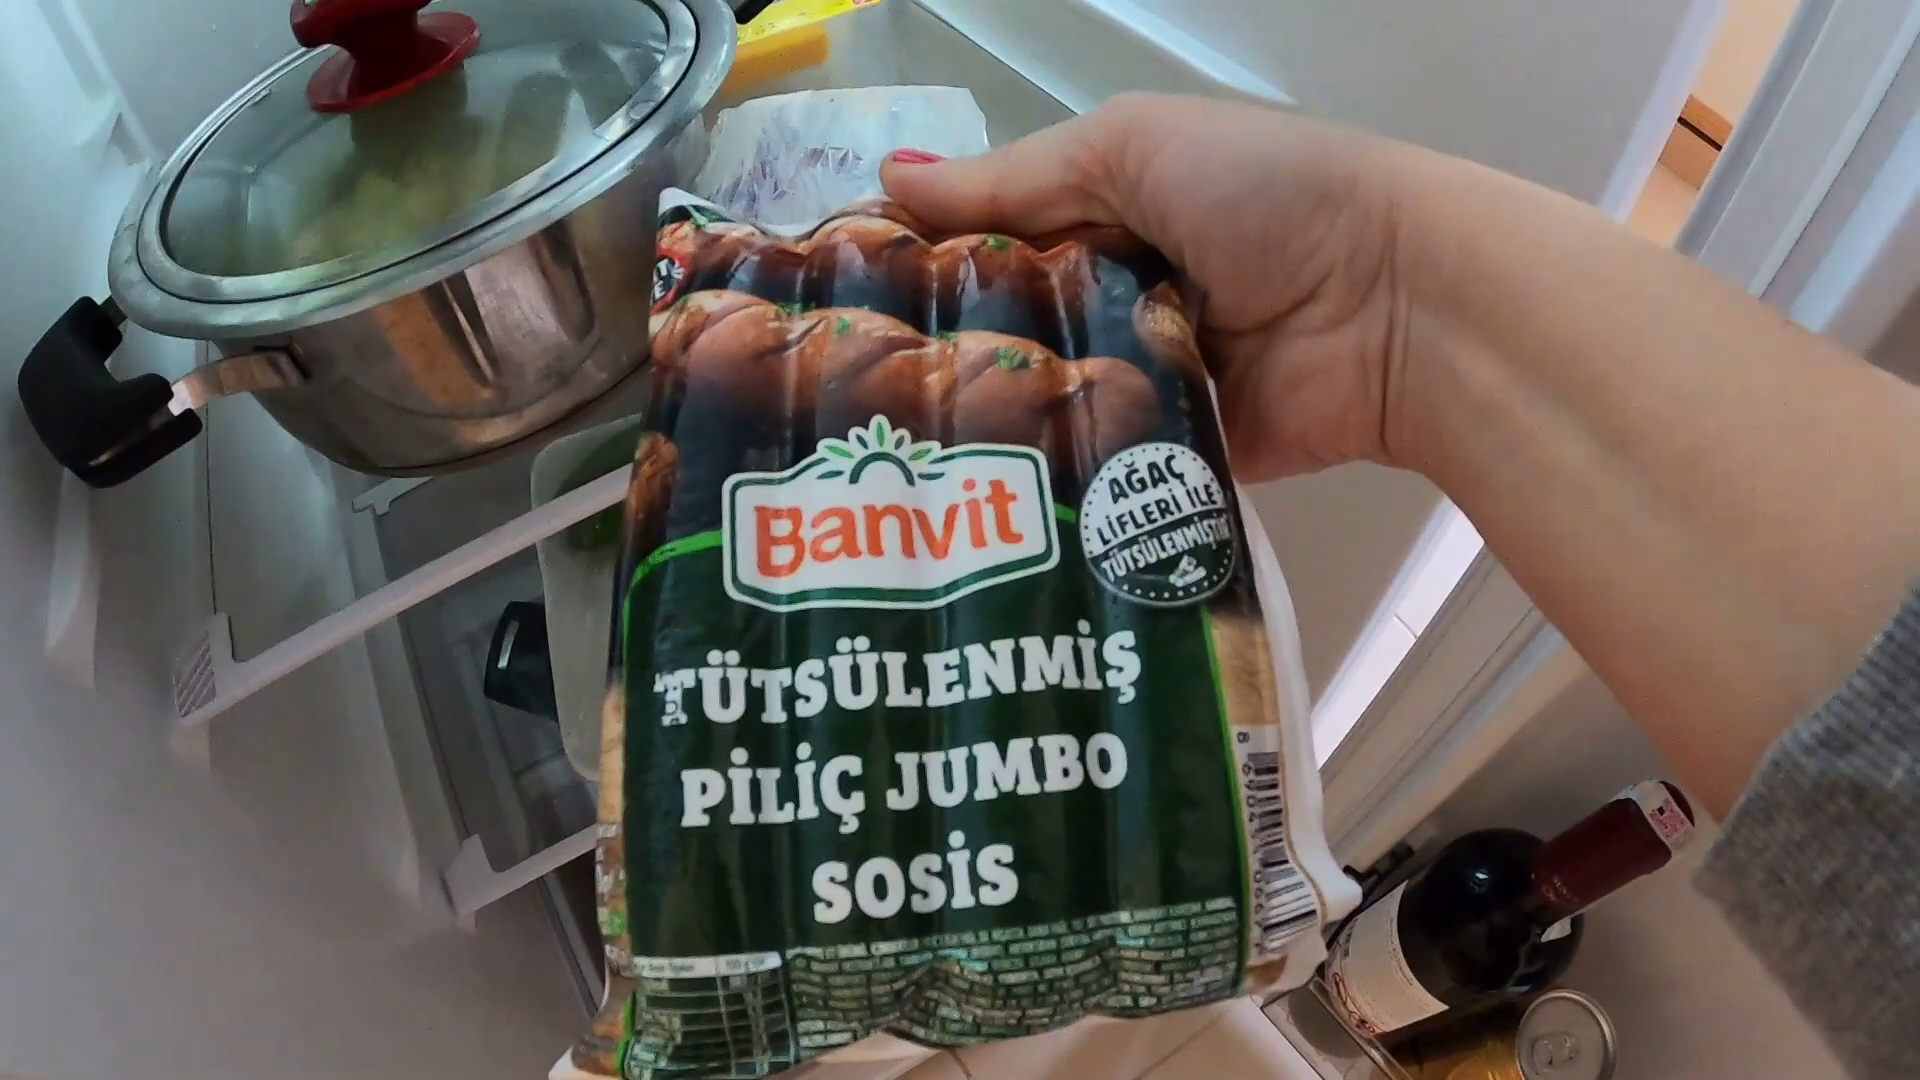 Banvit
AĞAÇ
LİFLERİ İLE
TÜTSÜLENMİŞTİR
TÜTSÜLENMİŞ
PİLİÇ JUMBO
SOSİS